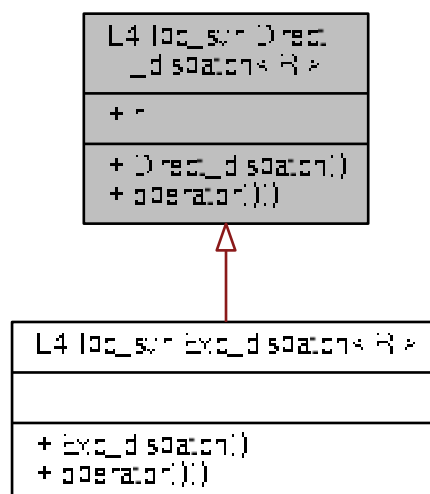 L4::Ipc_svr::Direct
_dispatch< R >
+ r
+ Direct_dispatch()
+ operator()()
L4::Ipc_svr::Exc_dispatch< R >
+ Exc_dispatch()
+ operator()()